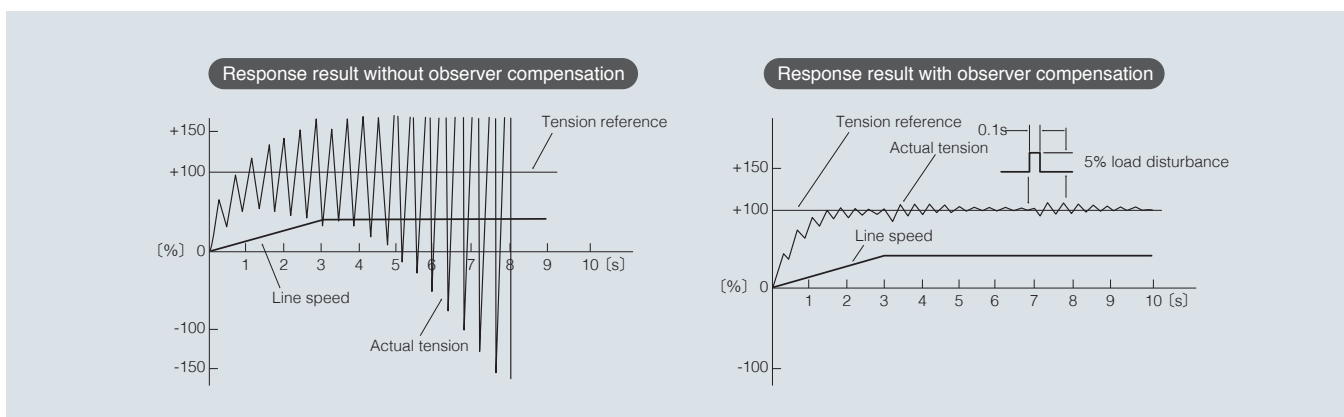 Response result without observer compensation
+150
Tension reference
+100
〔%〕 0
1 2 3 4 5 6 7 8 9 10 〔s〕
Line speed
-100
Actual tension
-150
Response result with observer compensation
Tension reference
0.1s
Actual tension
5% load disturbance
+150
+100
Line speed
〔%〕 0
1 2 3 4 5 6 7 8 9 10 〔s〕
-100